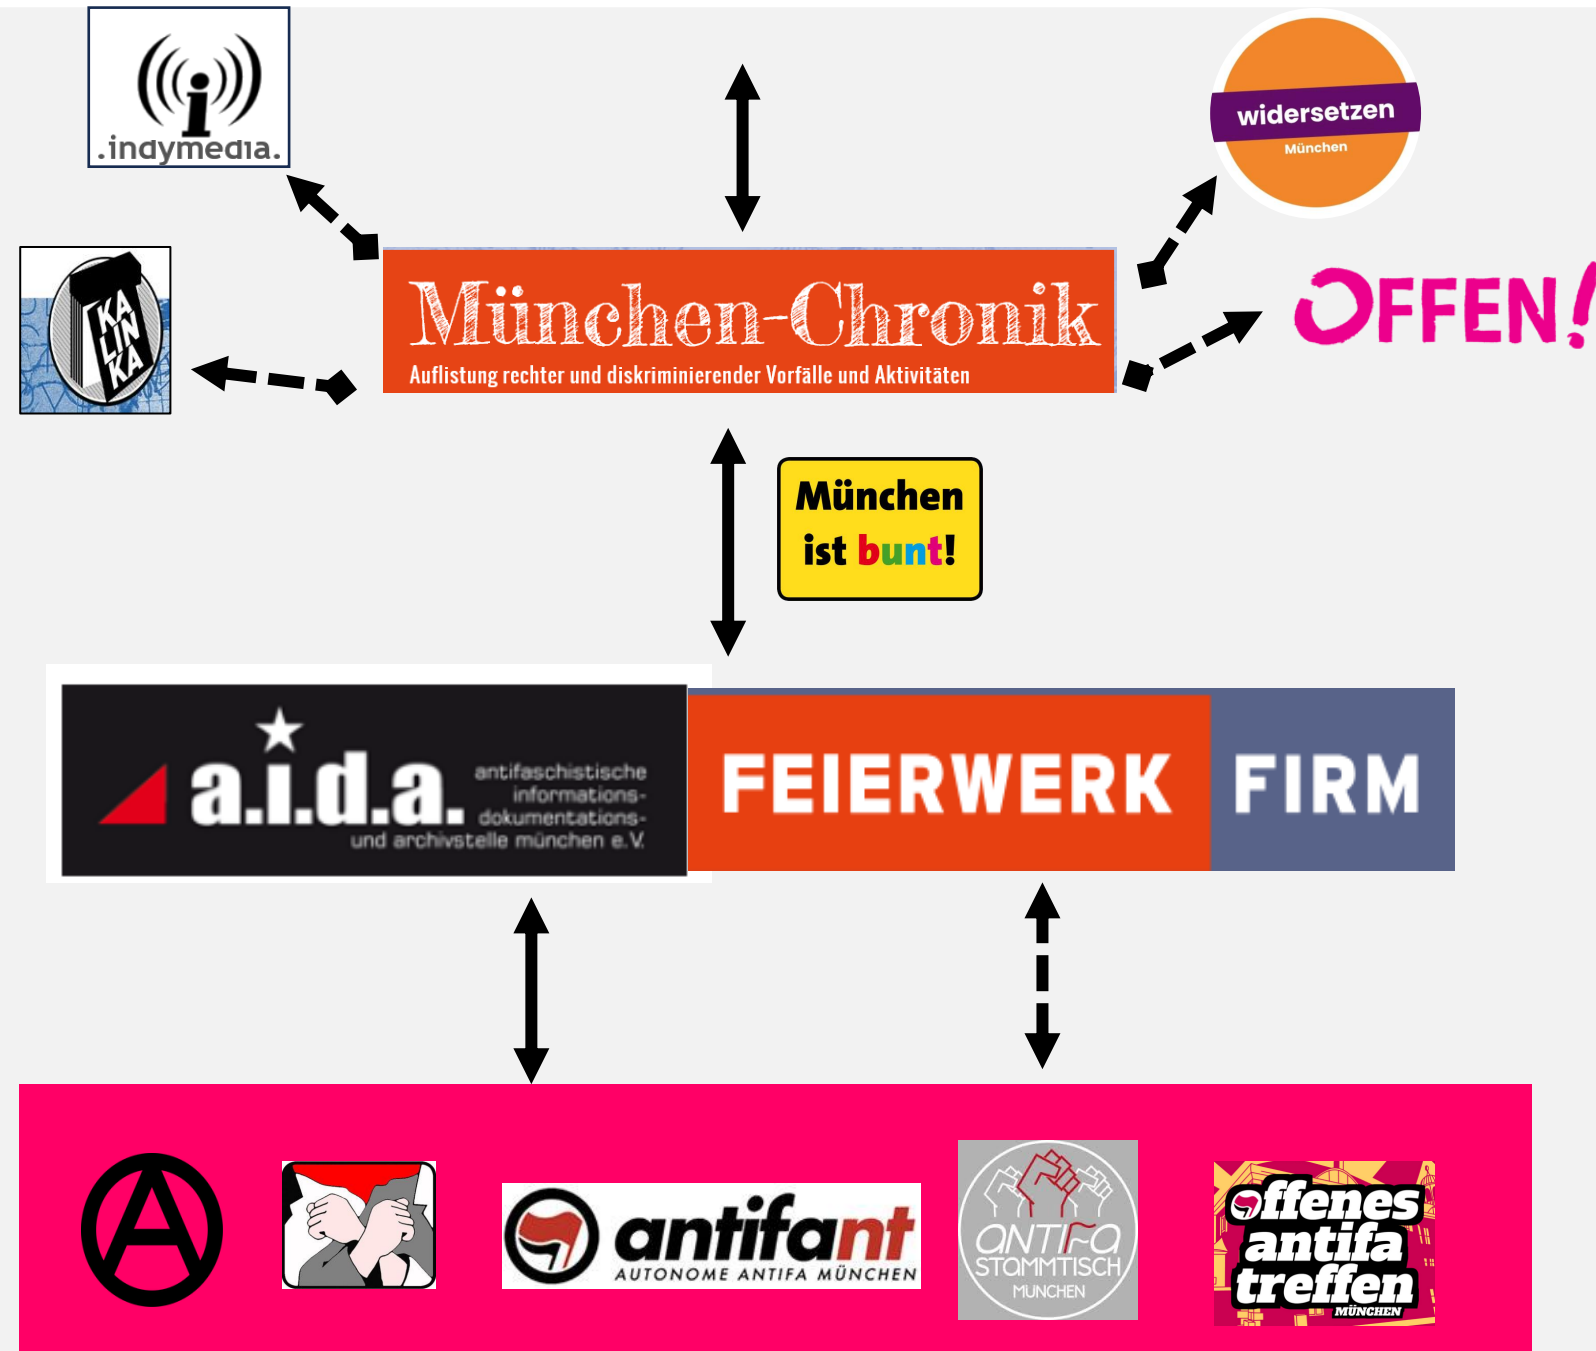 .indymedia.
widersetzen
München
KA
LIN
KA
OFFEN!
München-Chronik
Auflistung rechter und diskriminierender Vorfälle und Aktivitäten
München
ist bunt!
a.i.d.a.
antifaschistische
informations-
dokumentations-
und archivstelle münchen e.V.
FEIERWERK
FIRM
A
antifant
AUTONOME ANTIFA MÜNCHEN
ANTIFA
STAMMTISCH
MÜNCHEN
offenes
antifa
treffen
MÜNCHEN